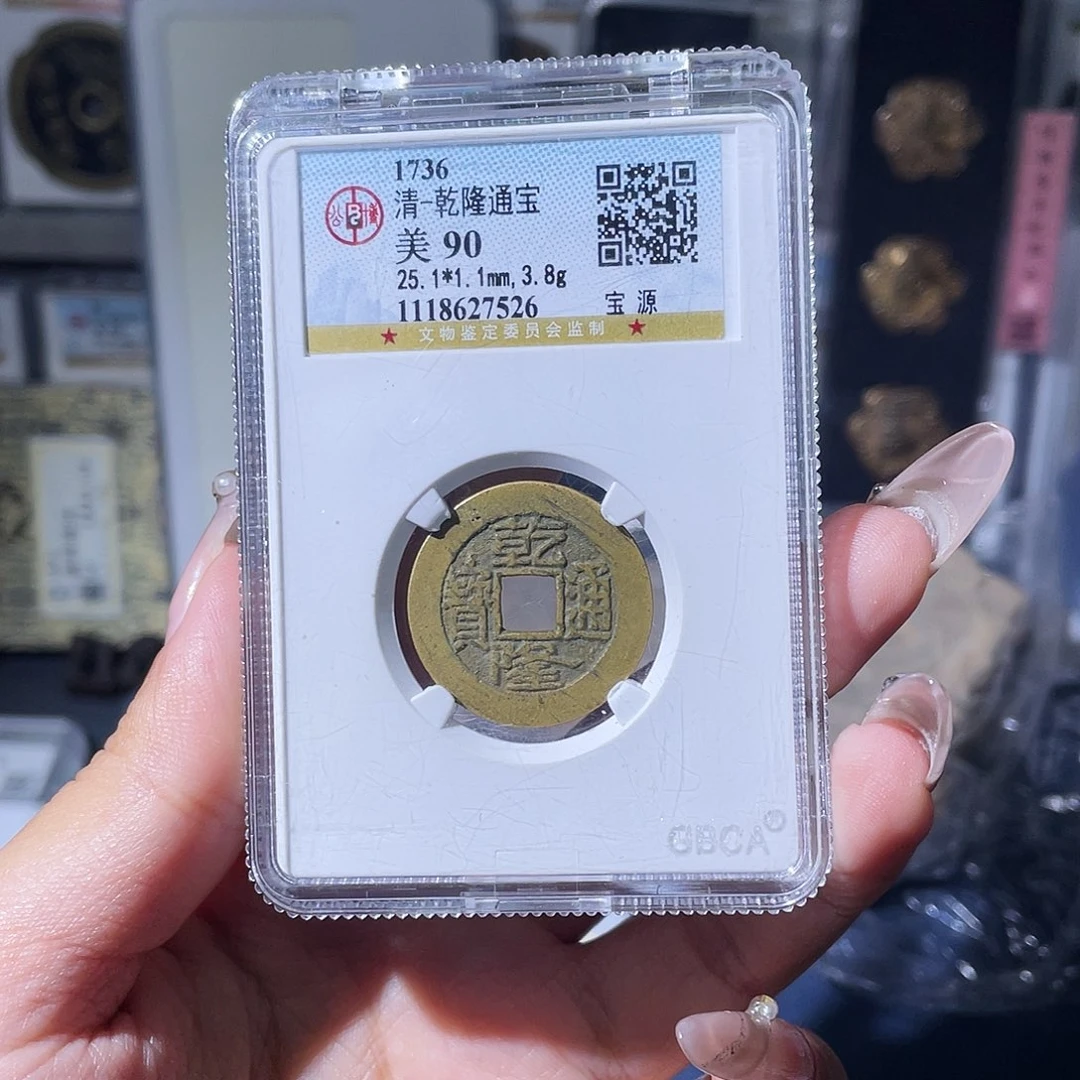 1736
清-乾隆通宝
美 90
25.1*1.1mm, 3.8g
1118627526
宝 源
★ 文物鉴定委员会监制 ★
乾
隆
通
寳
GBCA